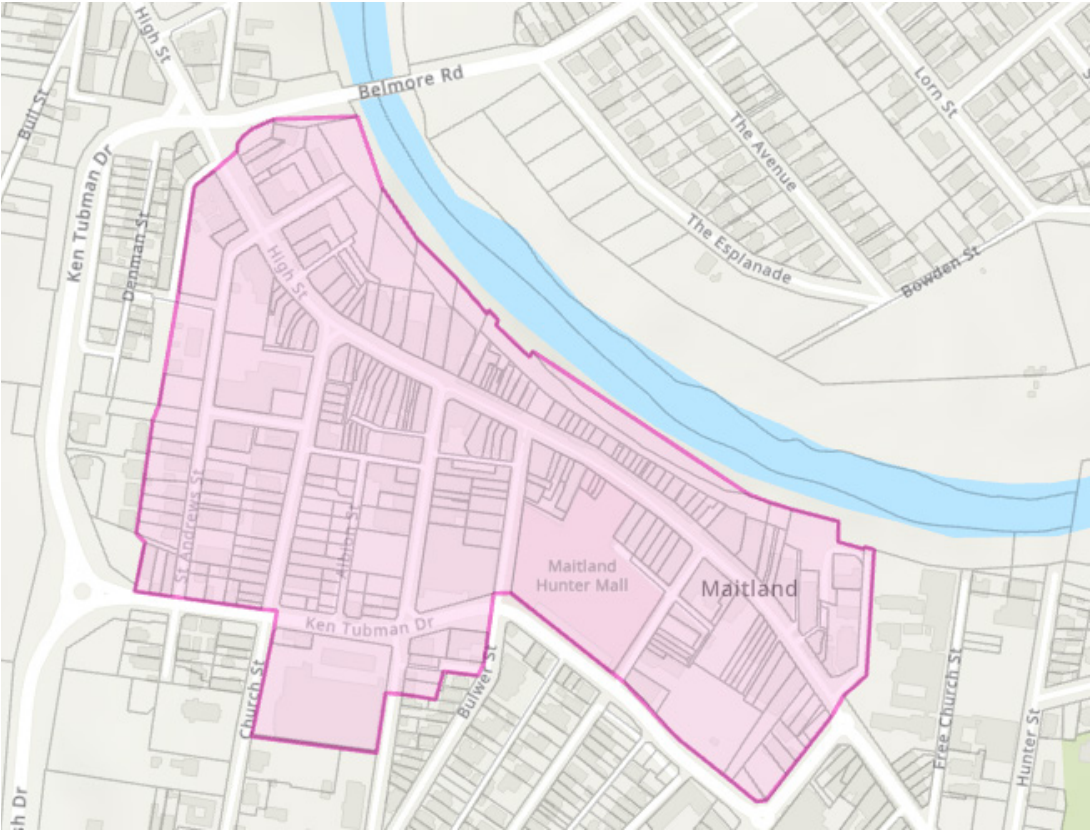 High St
Bull St
Belmore Rd
Lorn St
The Avenue
Ken Tubman Dr
Denman St
The Esplanade
Bowden St
High St
St Andrews St
Albion St
Maitland
Hunter Mall
Maitland
Ken Tubman Dr
Church St
Bulwer St
Free Church St
Hunter St
sh Dr